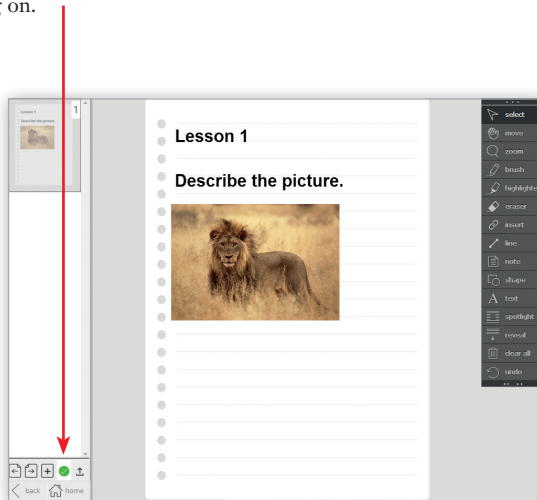 on.
1
Lesson 1
Describe the picture.
Lesson 1
Describe the picture.
select
move
zoom
brush
highlighte
eraser
insert
line
note
shape
text
spotlight
reveal
clear all
undo
back
home